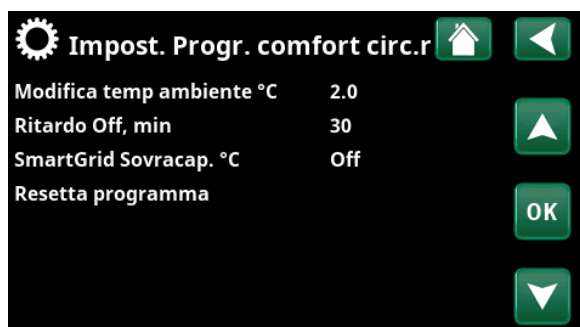 Impost. Progr. comfort circ.r
Modifica temp ambiente °C 2.0
Ritardo Off, min 30
SmartGrid Sovracap. °C Off
Resetta programma
OK